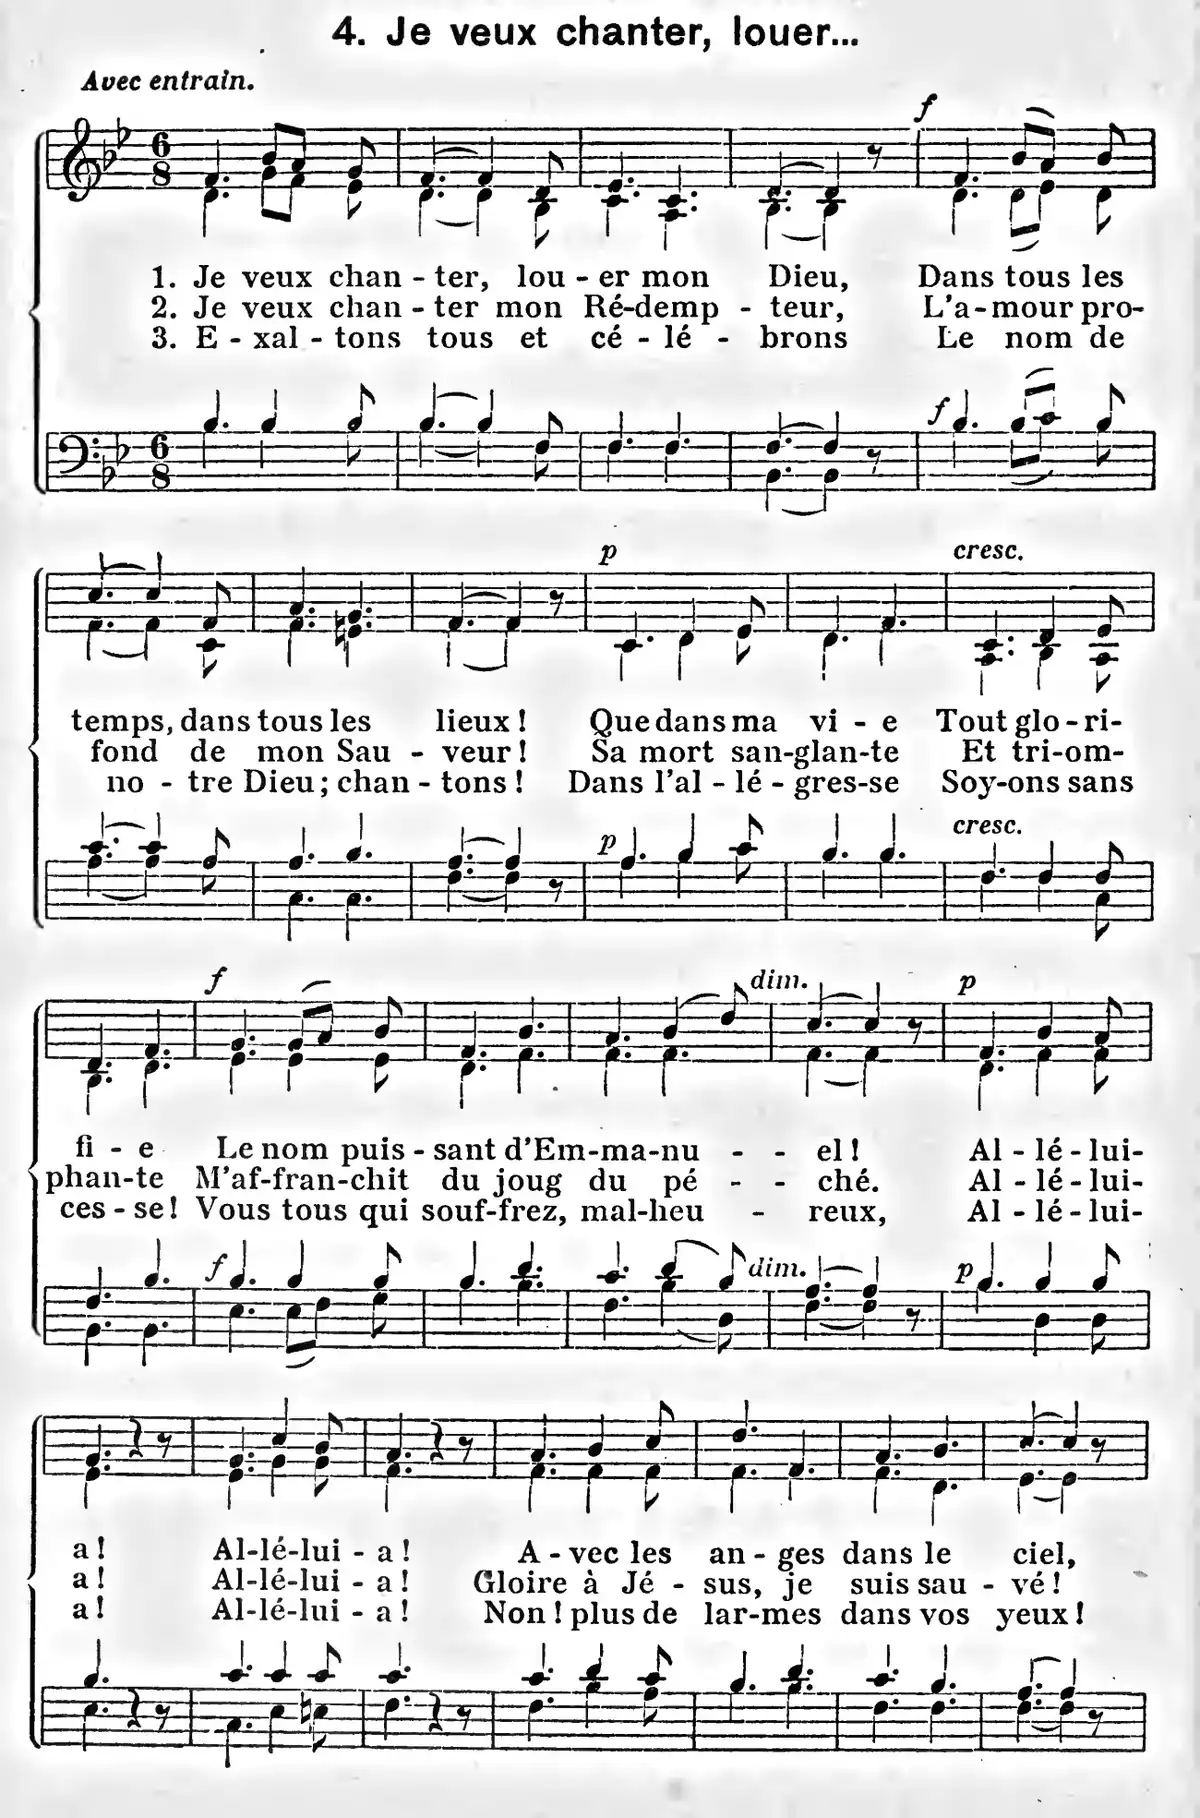 4. Je veux chanter, louer...
Avec entrain.
f
1. Je veux chan - ter, lou - er mon Dieu, Dans tous les
2. Je veux chan - ter mon Ré-demp - teur, L'a-mour pro-
3. E - xal - tons tous et cé - lé - brons Le nom de
f
p cresc.
temps, dans tous les lieux! Que dans ma vi - e Tout glo - ri-
fond de mon Sau - veur! Sa mort san-glan-te Et tri-om-
no - tre Dieu; chan - tons! Dans l'al - lé - gres-se Soy-ons sans
p cresc.
f dim. p
fi - e Le nom puis - sant d'Em-ma-nu - - el! Al - lé - lui-
phan-te M'af-fran-chit du joug du pé - - ché. Al - lé - lui-
ces - se! Vous tous qui souf-frez, mal-heu - reux, Al - lé - lui-
f dim. p
a! Al-lé-lui - a! A - vec les an - ges dans le ciel,
a! Al-lé-lui - a! Gloire à Jé - sus, je suis sau - vé!
a! Al-lé-lui - a! Non! plus de lar-mes dans vos yeux!